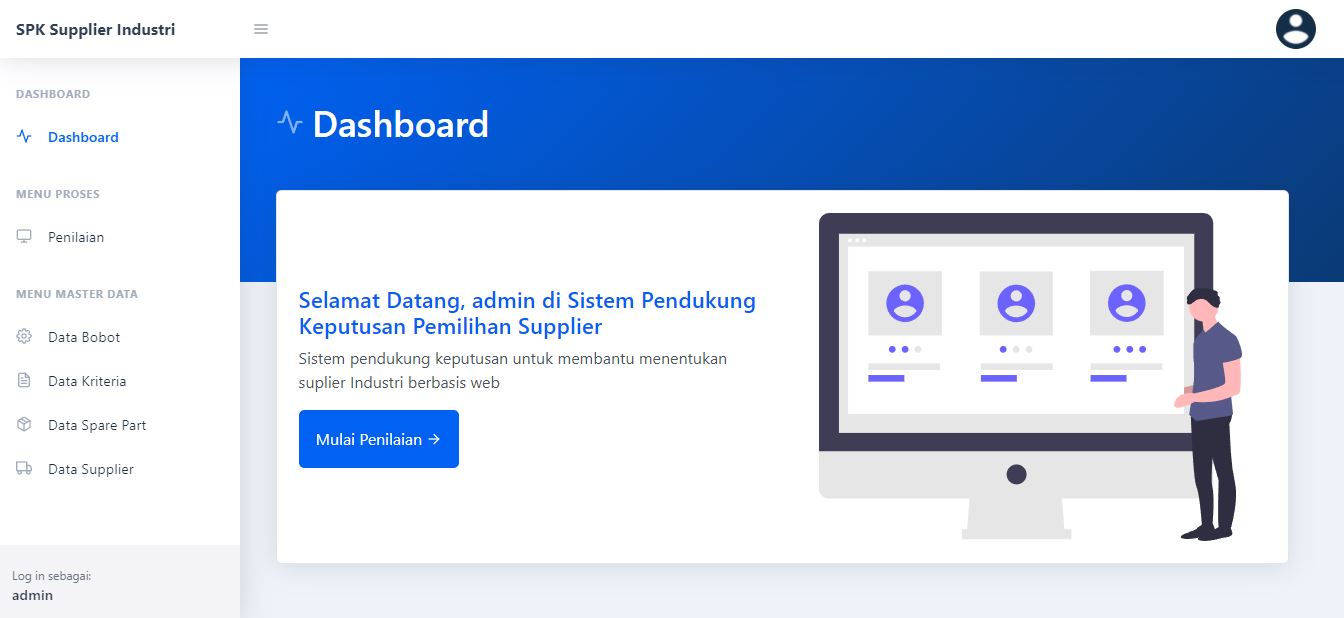 SPK Supplier Industri
DASHBOARD
Dashboard
MENU PROSES
Penilaian
MENU MASTER DATA
Data Bobot
Data Kriteria
Data Spare Part
Data Supplier
Log in sebagai:
admin
Dashboard
Selamat Datang, admin di Sistem Pendukung
Keputusan Pemilihan Supplier
Sistem pendukung keputusan untuk membantu menentukan
suplier Industri berbasis web
Mulai Penilaian →